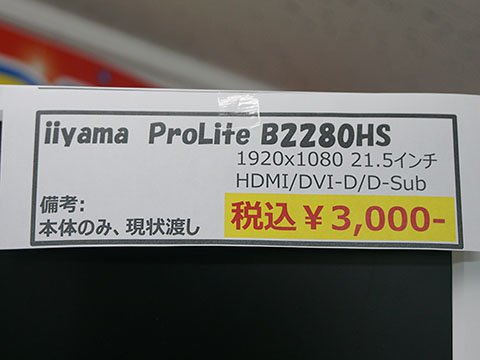 iiyama ProLite B2280HS
1920x1080 21.5インチ
HDMI/DVI-D/D-Sub
備考:
本体のみ、現状渡し
税込￥3,000-